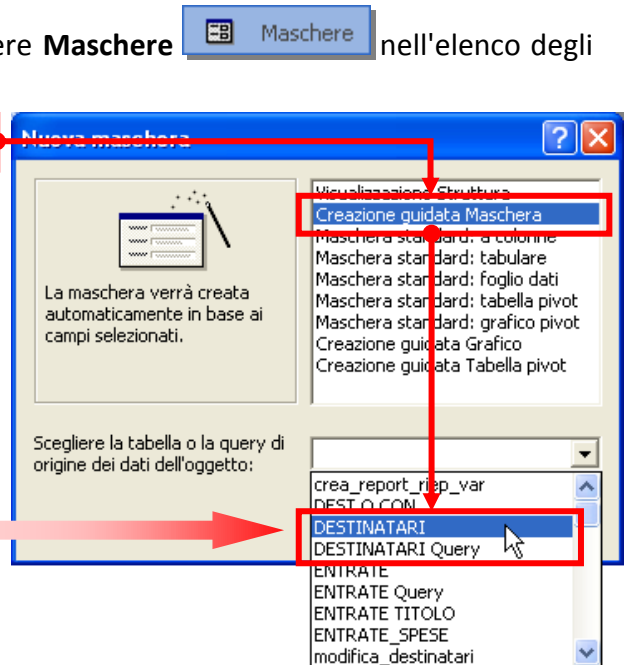 ere Maschere Maschere nell'elenco degli
Nuova maschera
Visualizzazione Struttura
Creazione guidata Maschera
Maschera standard: a colonne
Maschera standard: tabulare
Maschera standard: foglio dati
Maschera standard: tabella pivot
Maschera standard: grafico pivot
Creazione guidata Grafico
Creazione guidata Tabella pivot
La maschera verrà creata
automaticamente in base ai
campi selezionati.
Scegliere la tabella o la query di
origine dei dati dell'oggetto:
crea_report_riep_var
DEST O CON
DESTINATARI
DESTINATARI Query
ENTRATE
ENTRATE Query
ENTRATE TITOLO
ENTRATE_SPESE
modifica_destinatari